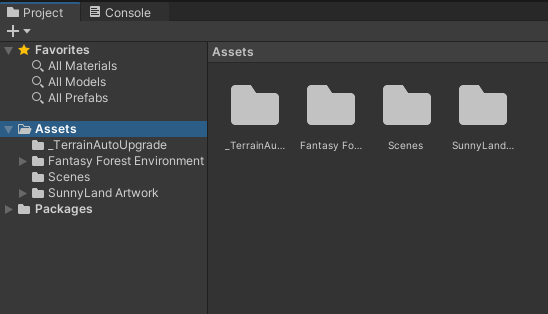 Project
Console
Favorites
All Materials
All Models
All Prefabs
Assets
_TerrainAutoUpgrade
Fantasy Forest Environment
Scenes
SunnyLand Artwork
Packages
Assets
_TerrainAu...
Fantasy Fo...
Scenes
SunnyLand...